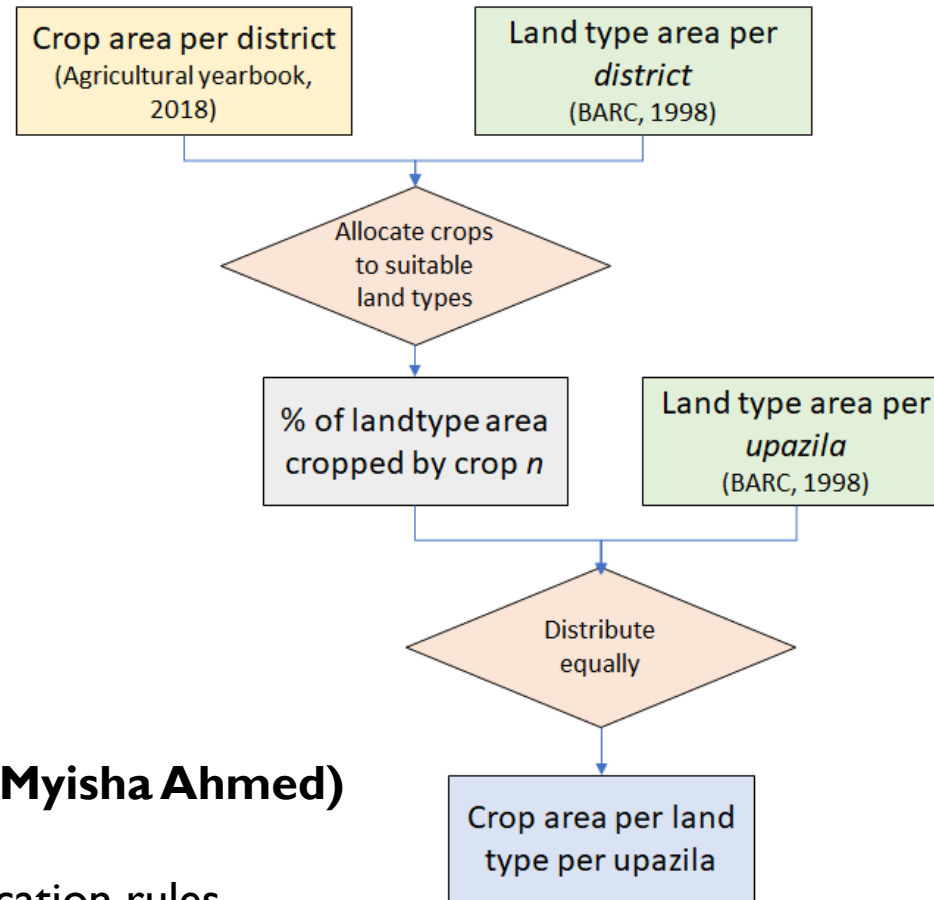 Crop area per district
(Agricultural yearbook,
2018)
Land type area per
district
(BARC, 1998)
Allocate crops
to suitable
land types
% of landtype area
cropped by crop n
Land type area per
upazila
(BARC, 1998)
Distribute
equally
Myisha Ahmed)
Crop area per land
type per upazila
rules